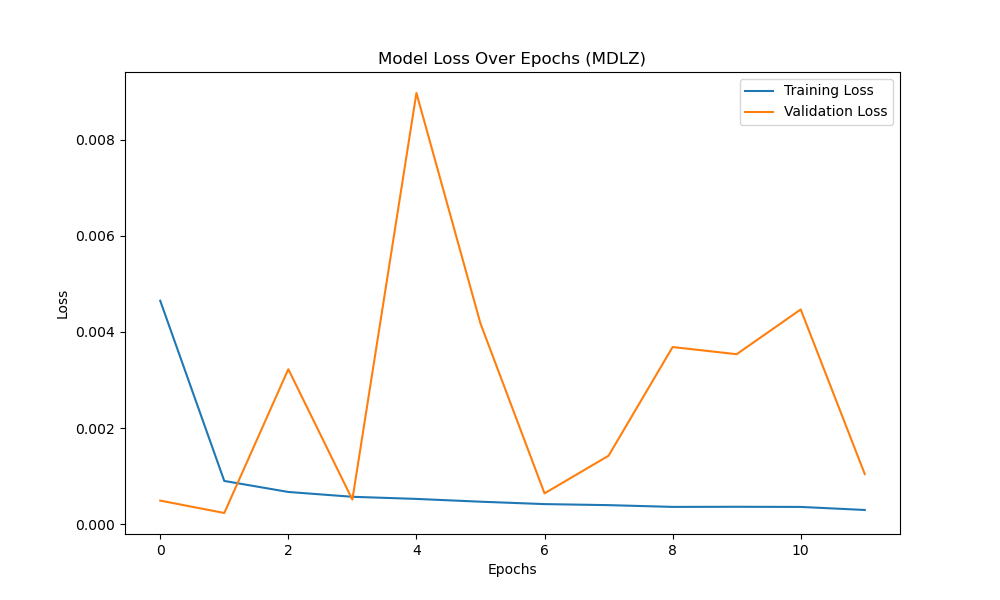 Model Loss Over Epochs (MDLZ)
Training Loss
Validation Loss
0.008
0.006
0.004
0.002
0.000
Loss
0 2 4 6 8 10
Epochs